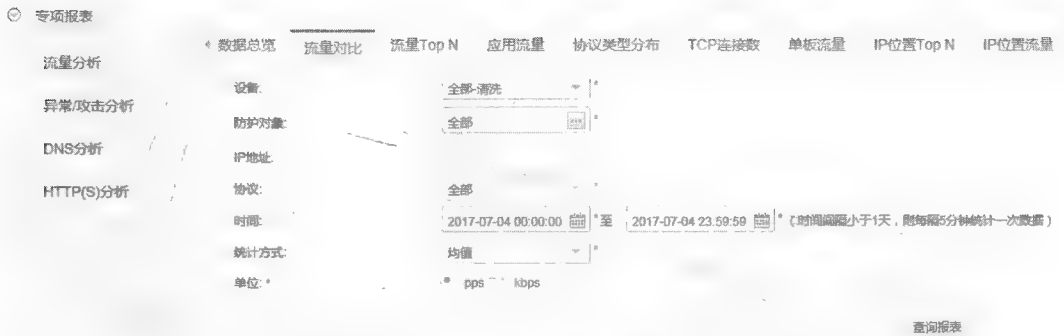 专项报表
数据总览 流量对比 流量Top N 应用流量 协议类型分布 TCP连接数 单板流量 IP位置Top N IP位置流量
流量分析
异常/攻击分析
DNS分析
HTTP(S)分析
设备: 全部-清洗 *
防护对象: 全部 *
IP地址:
协议: 全部 *
时间: 2017-07-04 00:00:00 * 至 2017-07-04 23:59:59 * (时间间隔小于1天，则每隔5分钟统计一次数据)
统计方式: 均值 *
单位: * pps kbps
查询报表